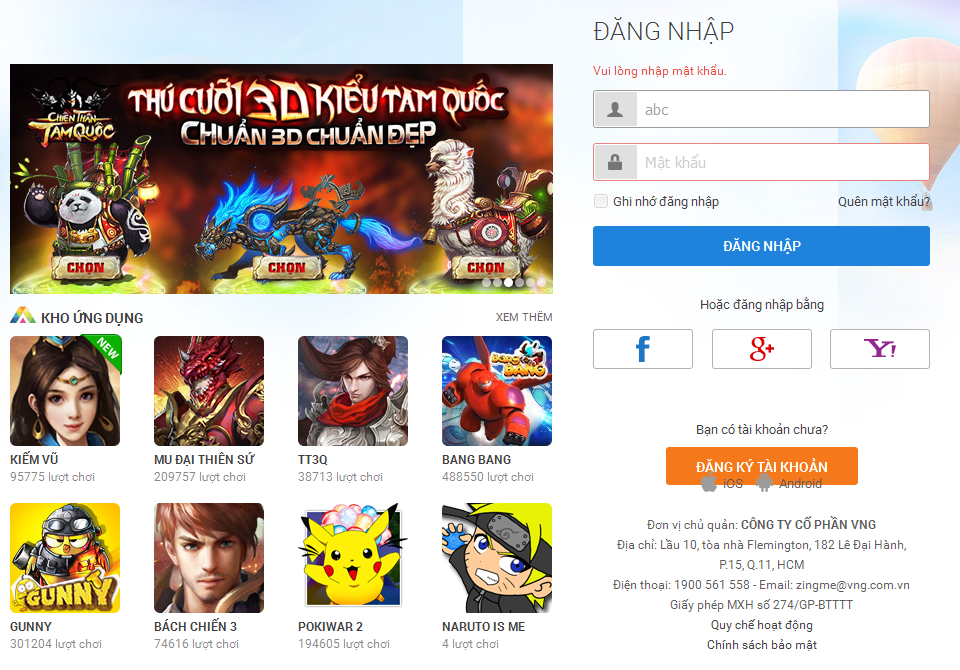 CHIẾN THẦN
TAM QUỐC
THÚ CƯỠI 3D KIỂU TAM QUỐC
CHUẨN 3D CHUẨN ĐẸP
CHỌN
CHỌN
CHỌN
KHO ỨNG DỤNG
XEM THÊM
NEW
KIẾM VŨ
95775 lượt chơi
MU ĐẠI THIÊN SỨ
209757 lượt chơi
TT3Q
38713 lượt chơi
BANG BANG
BANG BANG
488550 lượt chơi
GUNNY
GUNNY
301204 lượt chơi
BÁCH CHIẾN 3
74616 lượt chơi
POKIWAR 2
194605 lượt chơi
NARUTO IS ME
4 lượt chơi
ĐĂNG NHẬP
Vui lòng nhập mật khẩu.
abc
Mật khẩu
Ghi nhớ đăng nhập
Quên mật khẩu?
ĐĂNG NHẬP
Hoặc đăng nhập bằng
f
g+
Y!
Bạn có tài khoản chưa?
ĐĂNG KÝ TÀI KHOẢN
iOS
Android
Đơn vị chủ quản: CÔNG TY CỔ PHẦN VNG
Địa chỉ: Lầu 10, tòa nhà Flemington, 182 Lê Đại Hành,
P.15, Q.11, HCM
Điện thoại: 1900 561 558 - Email: zingme@vng.com.vn
Giấy phép MXH số 274/GP-BTTTT
Quy chế hoạt động
Chính sách bảo mật